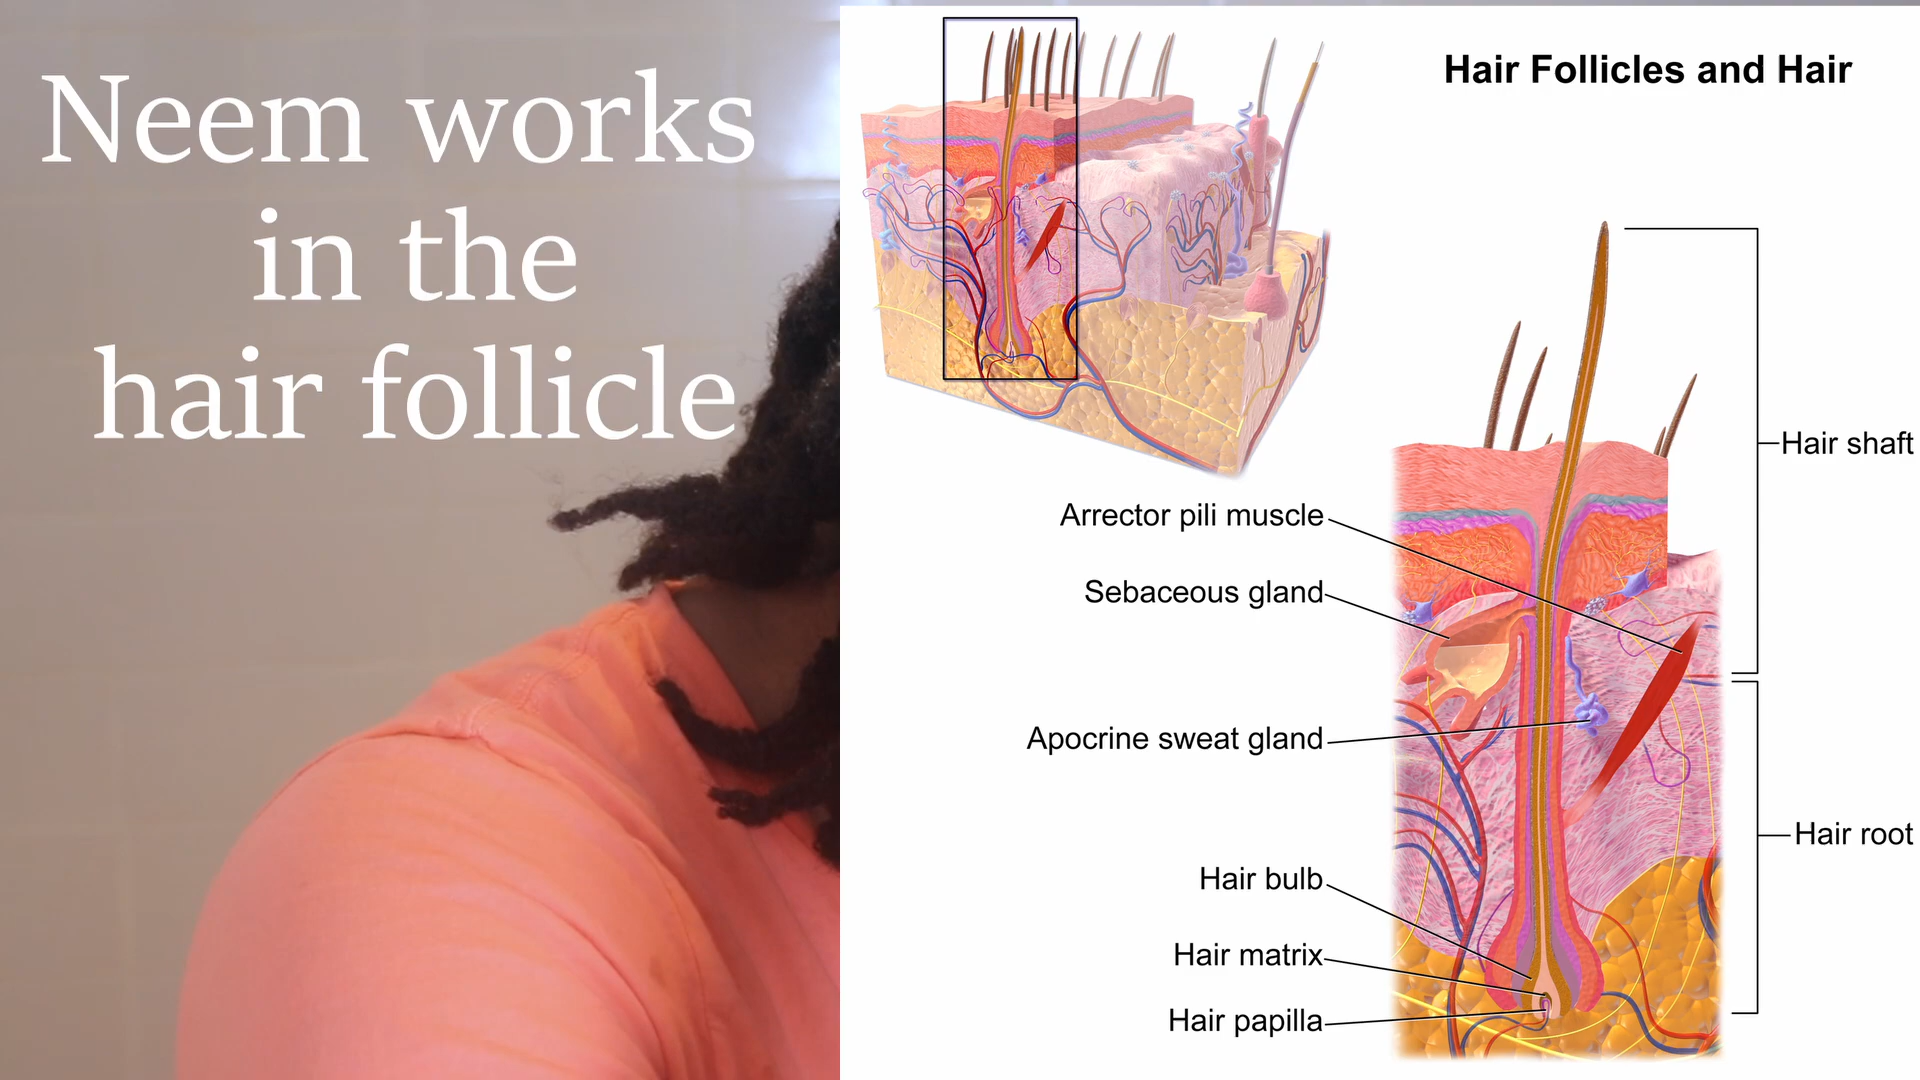 Neem works
in the
hair follicle
Hair Follicles and Hair
Hair shaft
Arrector pili muscle
Sebaceous gland
Apocrine sweat gland
Hair root
Hair bulb
Hair matrix
Hair papilla